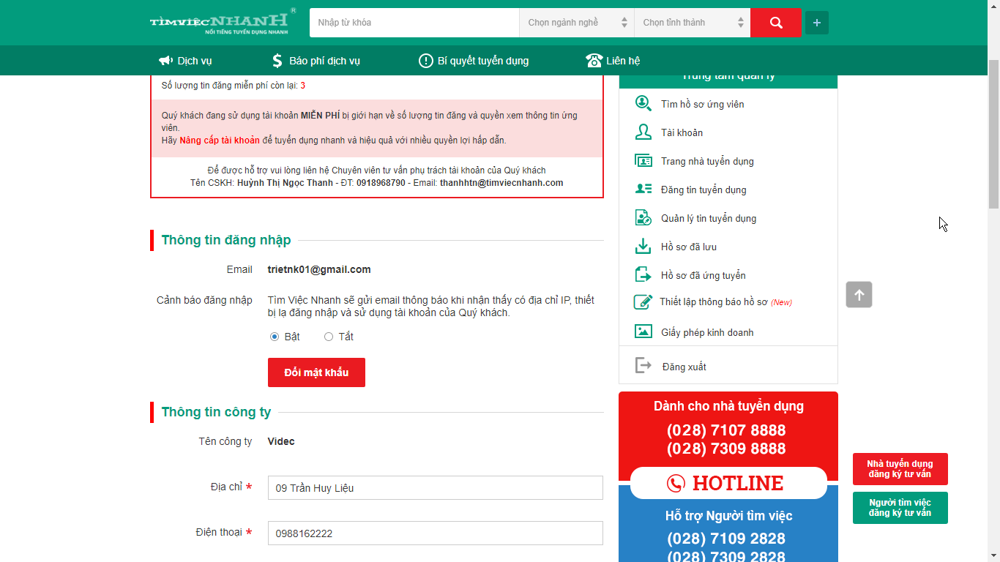 TÌMVIỆCNHANH ®
NỔI TIẾNG TUYỂN DỤNG NHANH
Nhập từ khóa
Chọn ngành nghề
Chọn tỉnh thành
+
Dịch vụ
Báo phí dịch vụ
Bí quyết tuyển dụng
Liên hệ
Số lượng tin đăng miễn phí còn lại: 3
Quý khách đang sử dụng tài khoản MIỄN PHÍ bị giới hạn về số lượng tin đăng và quyền xem thông tin ứng
viên.
Hãy Nâng cấp tài khoản để tuyển dụng nhanh và hiệu quả với nhiều quyền lợi hấp dẫn.
Để được hỗ trợ vui lòng liên hệ Chuyên viên tư vấn phụ trách tài khoản của Quý khách
Tên CSKH: Huỳnh Thị Ngọc Thanh - ĐT: 0918968790 - Email: thanhhtn@timviecnhanh.com
Thông tin đăng nhập
Email
trietnk01@gmail.com
Cảnh báo đăng nhập
Tìm Việc Nhanh sẽ gửi email thông báo khi nhận thấy có địa chỉ IP, thiết
bị lạ đăng nhập và sử dụng tài khoản của Quý khách.
Bật
Tắt
Đổi mật khẩu
Thông tin công ty
Tên công ty
Videc
Địa chỉ *
09 Trần Huy Liệu
Điện thoại *
0988162222
Trung tâm quản lý
Tìm hồ sơ ứng viên
Tài khoản
Trang nhà tuyển dụng
Đăng tin tuyển dụng
Quản lý tin tuyển dụng
Hồ sơ đã lưu
Hồ sơ đã ứng tuyển
Thiết lập thông báo hồ sơ (New)
Giấy phép kinh doanh
Đăng xuất
Dành cho nhà tuyển dụng
(028) 7107 8888
(028) 7309 8888
HOTLINE
Hỗ trợ Người tìm việc
(028) 7109 2828
(028) 7309 2828
Nhà tuyển dụng
đăng ký tư vấn
Người tìm việc
đăng ký tư vấn